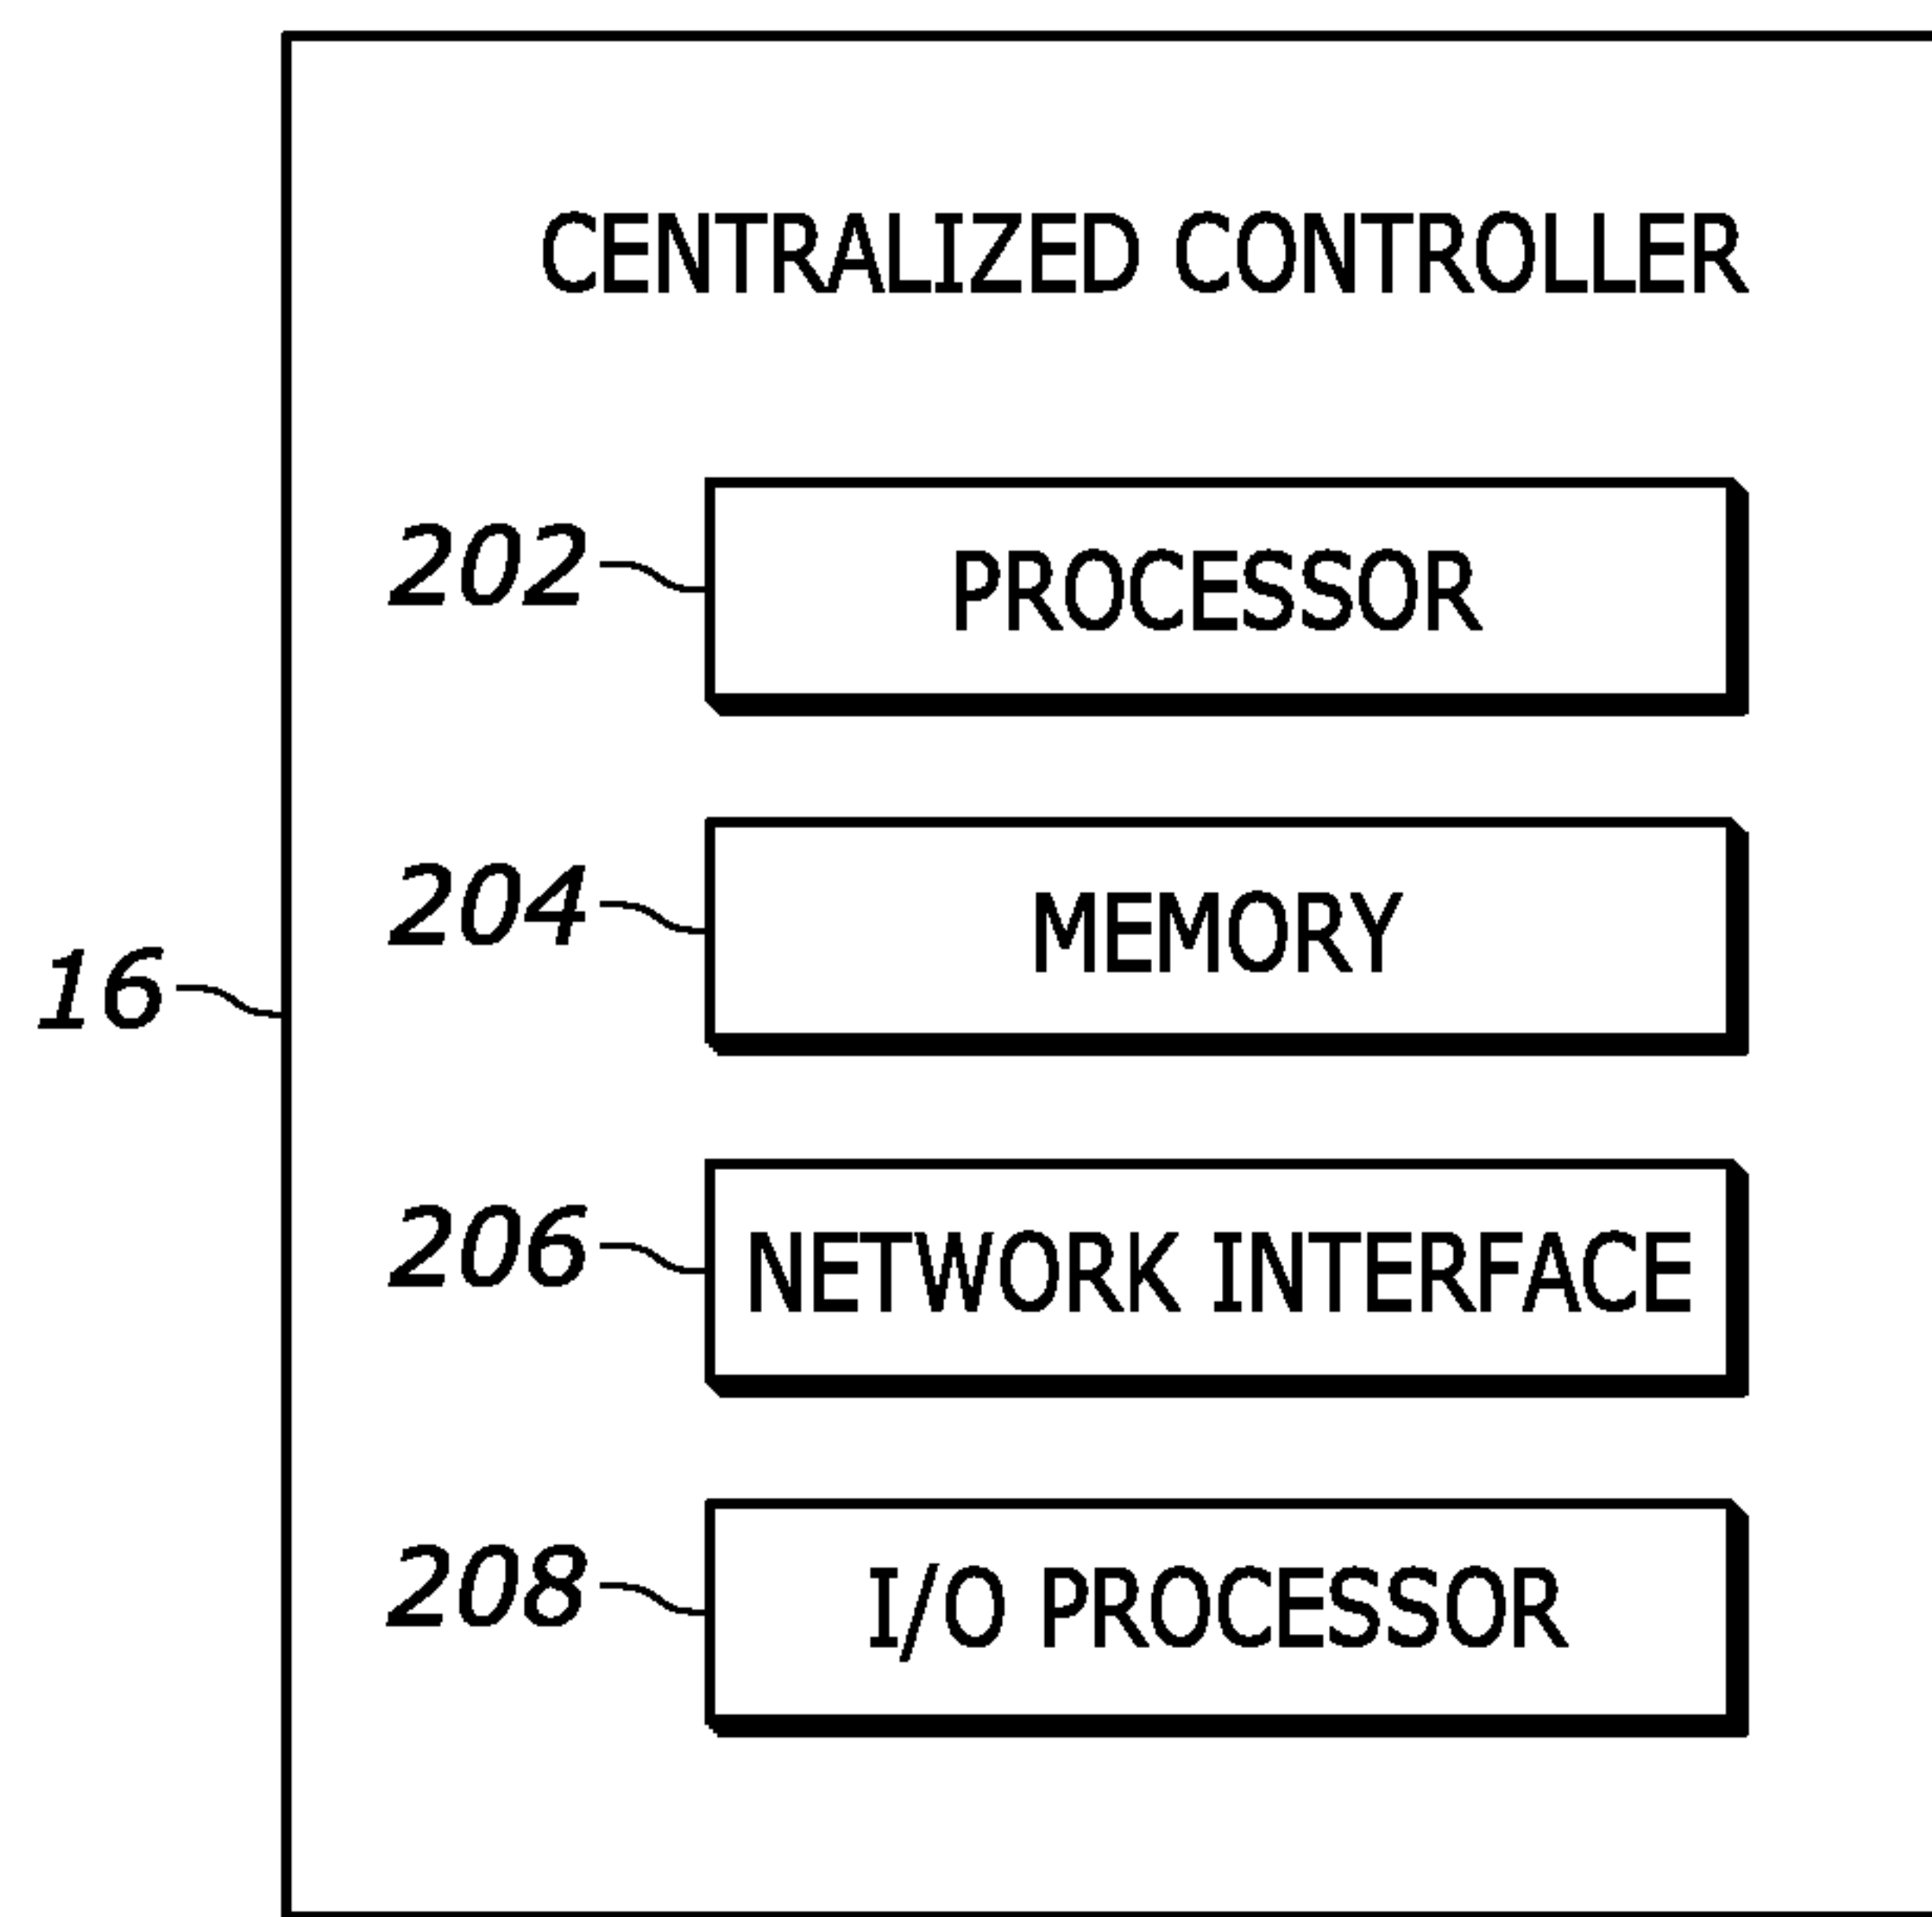 CENTRALIZED CONTROLLER
202 PROCESSOR
204 MEMORY
16
206 NETWORK INTERFACE
208 I/O PROCESSOR